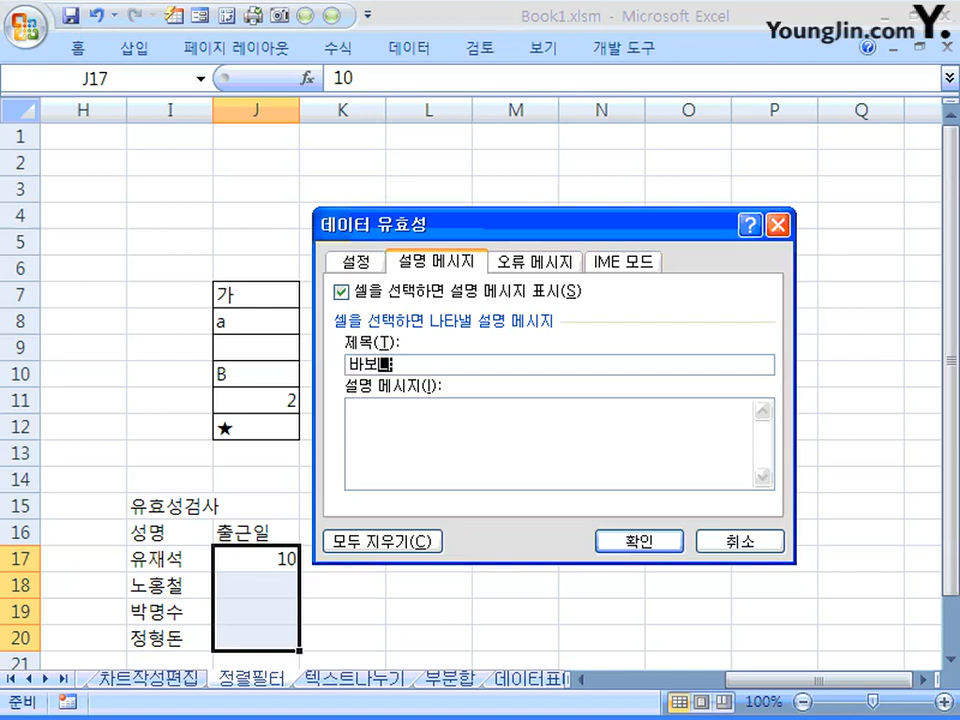 Book1.xlsm - Microsoft Excel
YoungJin.com Y.
홈 삽입 페이지 레이아웃 수식 데이터 검토 보기 개발 도구
J17 fx 10
H I J K L M N O P Q
1
2
3
4
데이터 유효성
5
6
설정 설명 메시지 오류 메시지 IME 모드
7 가
셀을 선택하면 설명 메시지 표시(S)
8 a
셀을 선택하면 나타낼 설명 메시지
9
제목(T):
바보
10 B
설명 메시지(I):
11 2
12 ★
13
14
15 유효성검사
16 성명 출근일
모두 지우기(C) 확인 취소
17 유재석 10
18 노홍철
19 박명수
20 정형돈
21
차트작성편집 정렬필터 텍스트나누기 부분합 데이터표
준비 100%